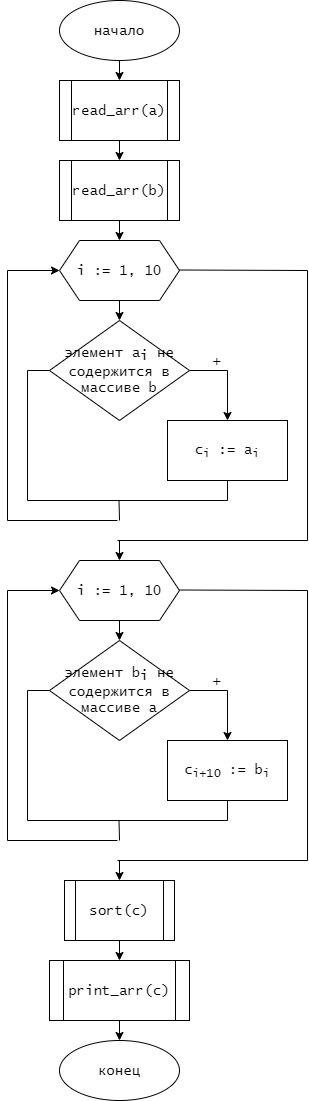 начало
read_arr(a)
read_arr(b)
i := 1, 10
элемент aᵢ не
содержится в
массиве b
+
cᵢ := aᵢ
i := 1, 10
элемент bᵢ не
содержится в
массиве a
+
cᵢ₊₁₀ := bᵢ
sort(c)
print_arr(c)
конец